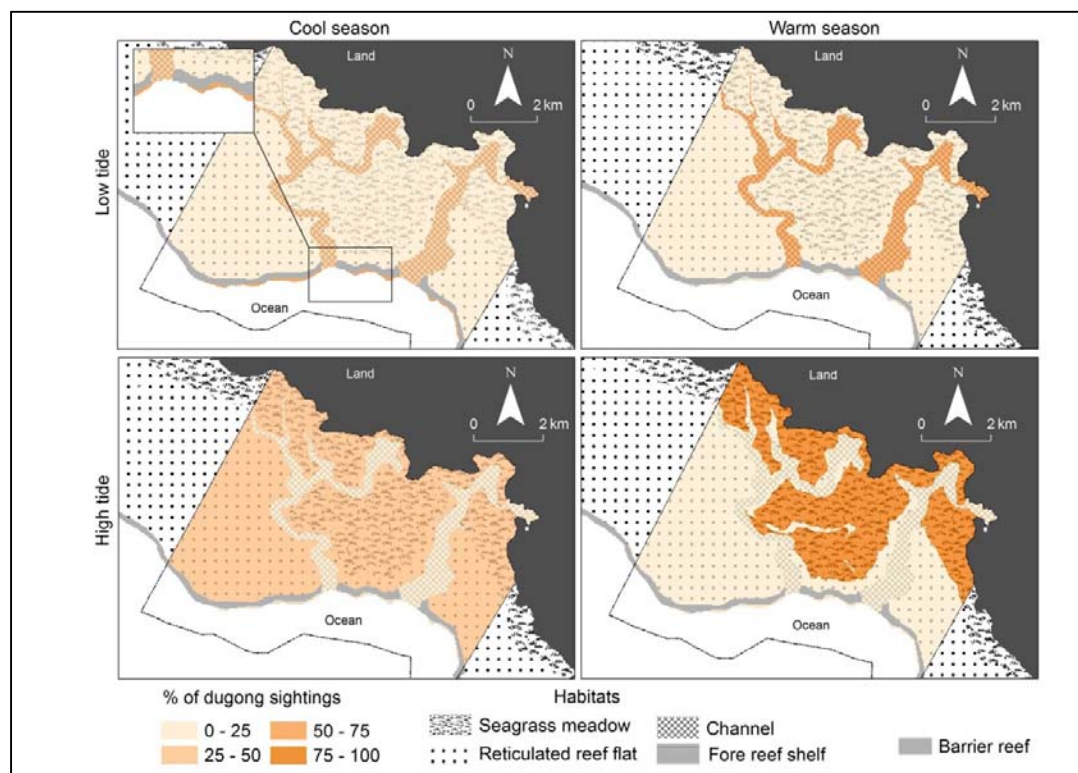 Cool season
Warm season
Low tide
Land
N
0 2 km
Ocean
Land
N
0 2 km
Ocean
High tide
Land
N
0 2 km
Ocean
Land
N
0 2 km
Ocean
% of dugong sightings
0 - 25
50 - 75
25 - 50
75 - 100
Habitats
Seagrass meadow
Channel
Reticulated reef flat
Fore reef shelf
Barrier reef